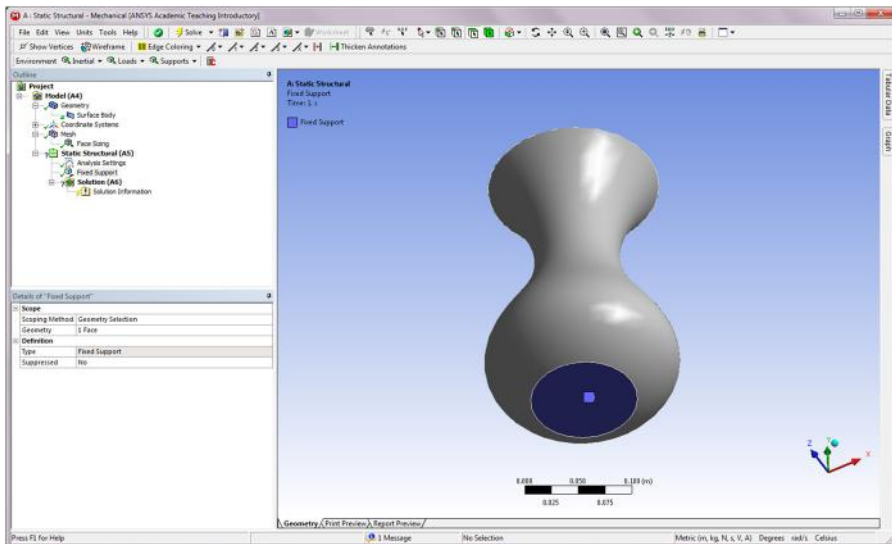 A : Static Structural - Mechanical [ANSYS Academic Teaching Introductory]
File Edit View Units Tools Help Solve Worksheet
Show Vertices Wireframe Edge Coloring Thicken Annotations
Environment Inertial Loads Supports
Outline
Project
Model (A4)
Geometry
Surface Body
Coordinate Systems
Mesh
Face Sizing
Static Structural (A5)
Analysis Settings
Fixed Support
Solution (A6)
Solution Information
Details of "Fixed Support"
Scope
Scoping Method Geometry Selection
Geometry 1 Face
Definition
Type Fixed Support
Suppressed No
A: Static Structural
Fixed Support
Time: 1. s
Fixed Support
Z Y X
0.000 0.050 0.100 (m)
0.025 0.075
Geometry Print Preview Report Preview
Tabular Data
Graph
Press F1 for Help 1 Message No Selection Metric (m, kg, N, s, V, A) Degrees rad/s Celsius